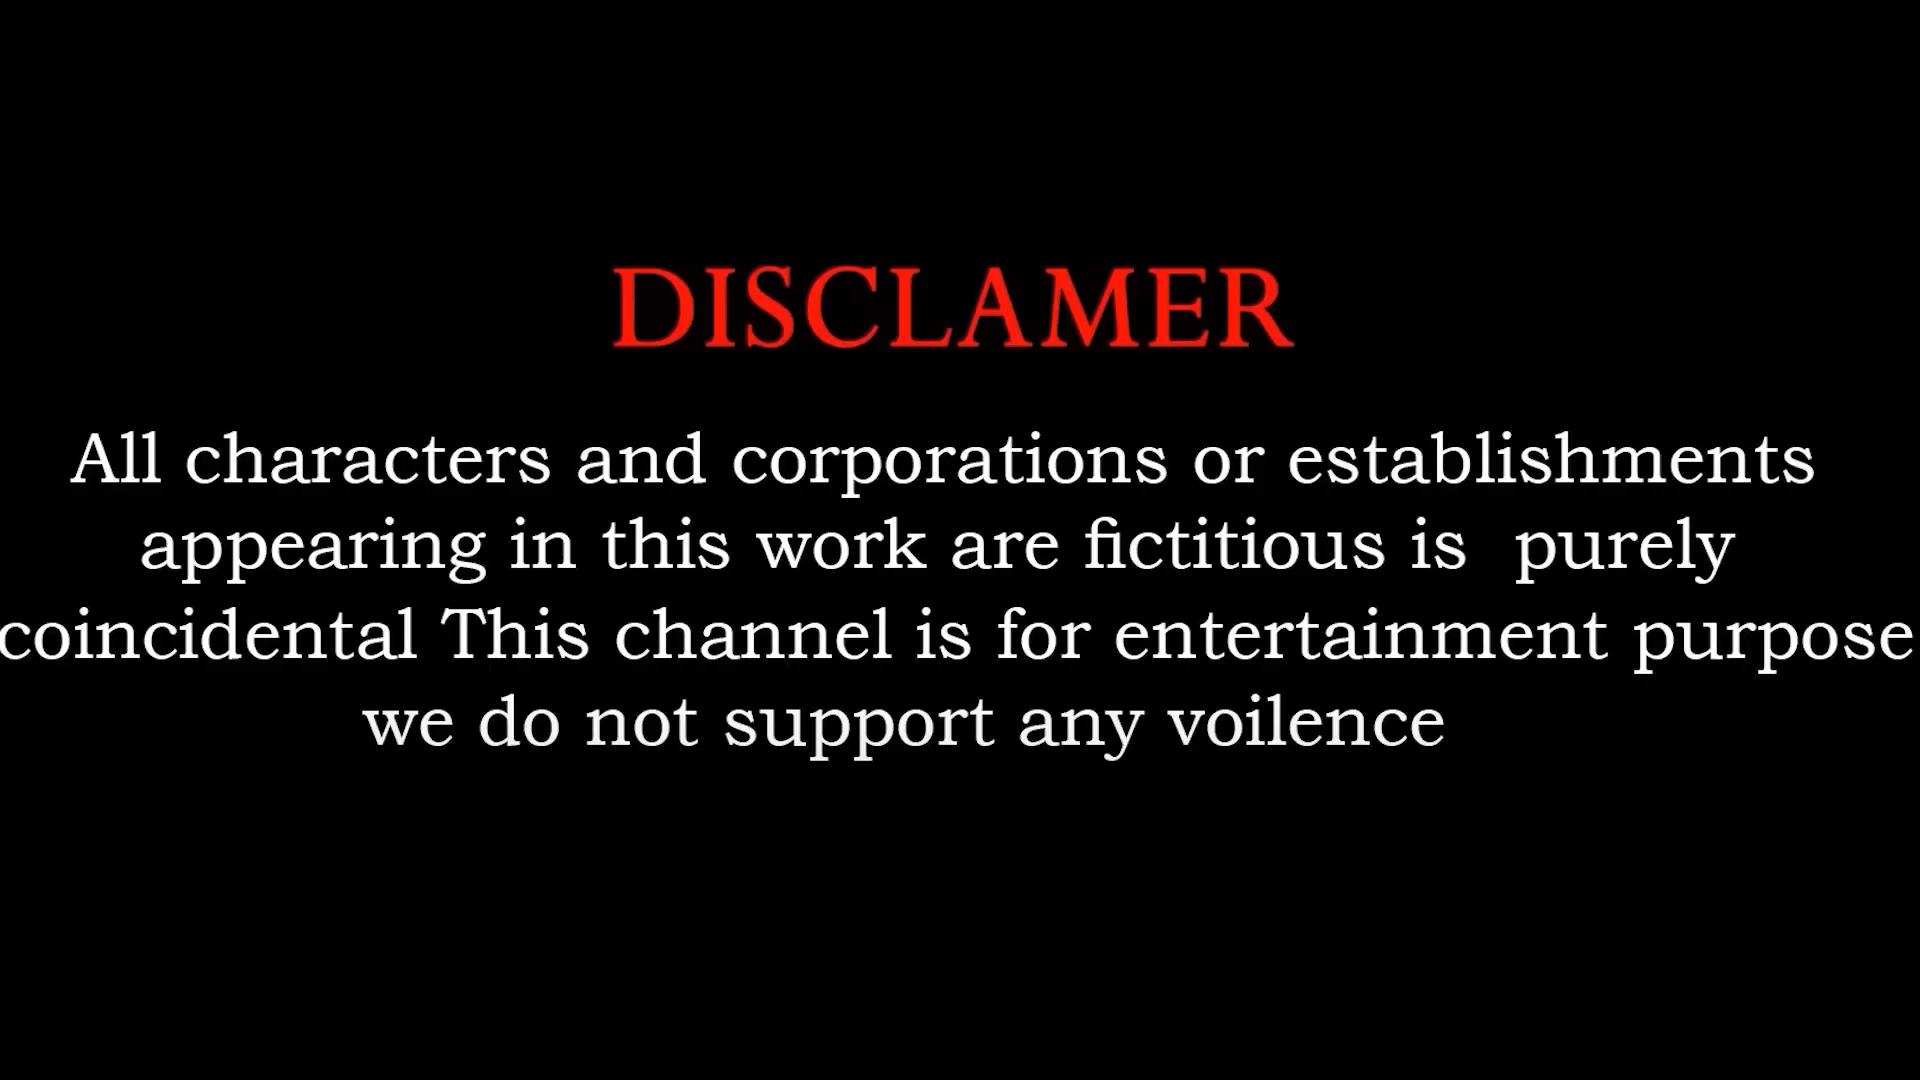 DISCLAMER
All characters and corporations or establishments
appearing in this work are fictitious is  purely
coincidental This channel is for entertainment purpose
we do not support any voilence